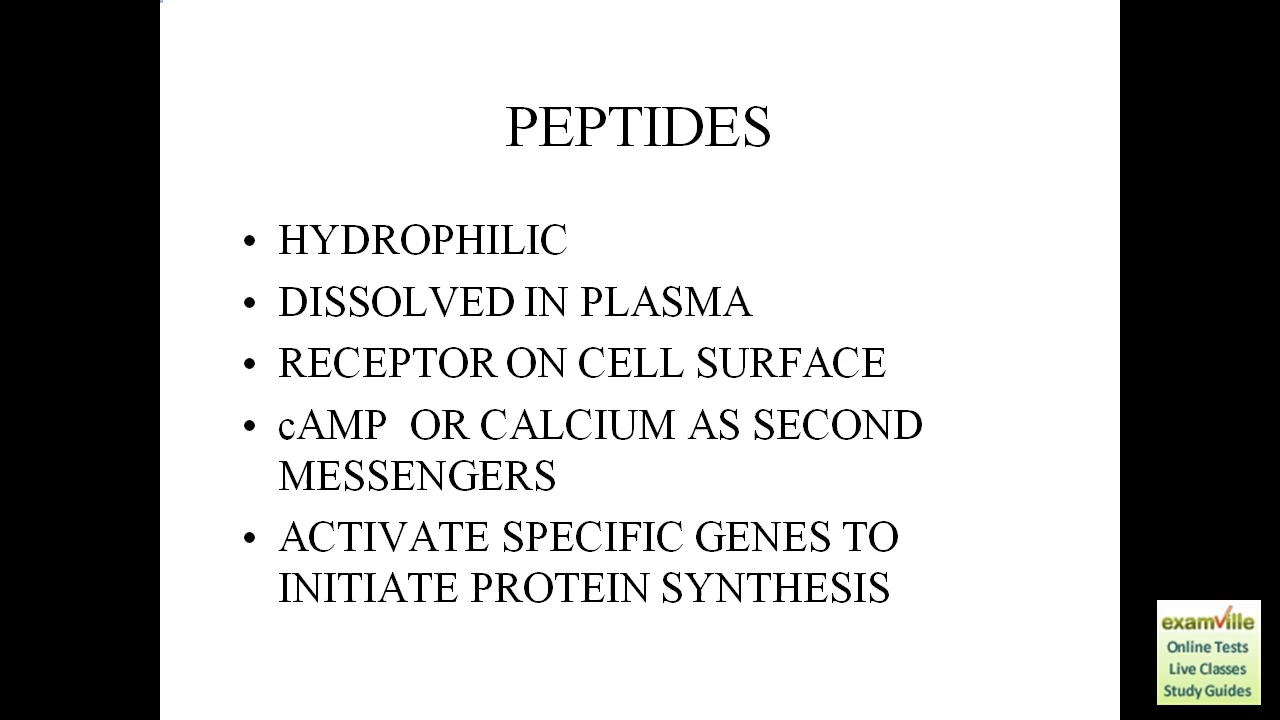 PEPTIDES
• HYDROPHILIC
• DISSOLVED IN PLASMA
• RECEPTOR ON CELL SURFACE
• cAMP OR CALCIUM AS SECOND
MESSENGERS
• ACTIVATE SPECIFIC GENES TO
INITIATE PROTEIN SYNTHESIS
examville
Online Tests
Live Classes
Study Guides